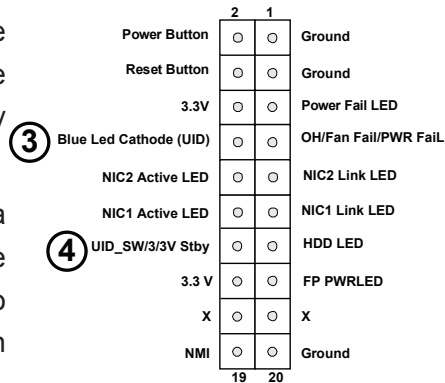 2 1
Power Button Ground
Reset Button Ground
3.3V Power Fail LED
3 Blue Led Cathode (UID) OH/Fan Fail/PWR FaiL
NIC2 Active LED NIC2 Link LED
NIC1 Active LED NIC1 Link LED
4 UID_SW/3/3V Stby HDD LED
3.3 V FP PWRLED
X X
NMI Ground
19 20